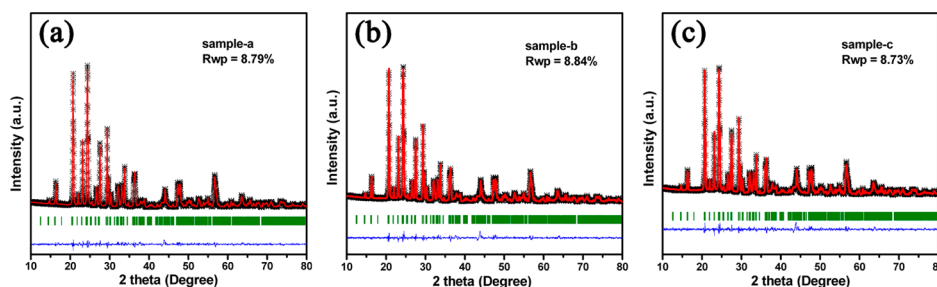 (a)
sample-a
Rwp = 8.79%
Intensity (a.u.)
10 20 30 40 50 60 70 80
2 theta (Degree)
(b)
sample-b
Rwp = 8.84%
Intensity (a.u.)
10 20 30 40 50 60 70 80
2 theta (Degree)
(c)
sample-c
Rwp = 8.73%
Intensity (a.u.)
10 20 30 40 50 60 70 80
2 theta (Degree)